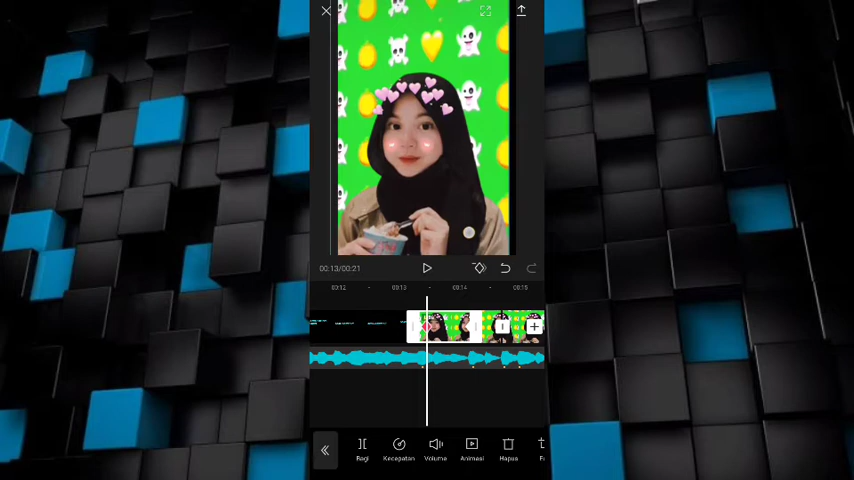 00:13/00:21
00:12
00:13
00:14
00:15
Bagi
Kecepatan
Volume
Animasi
Hapus